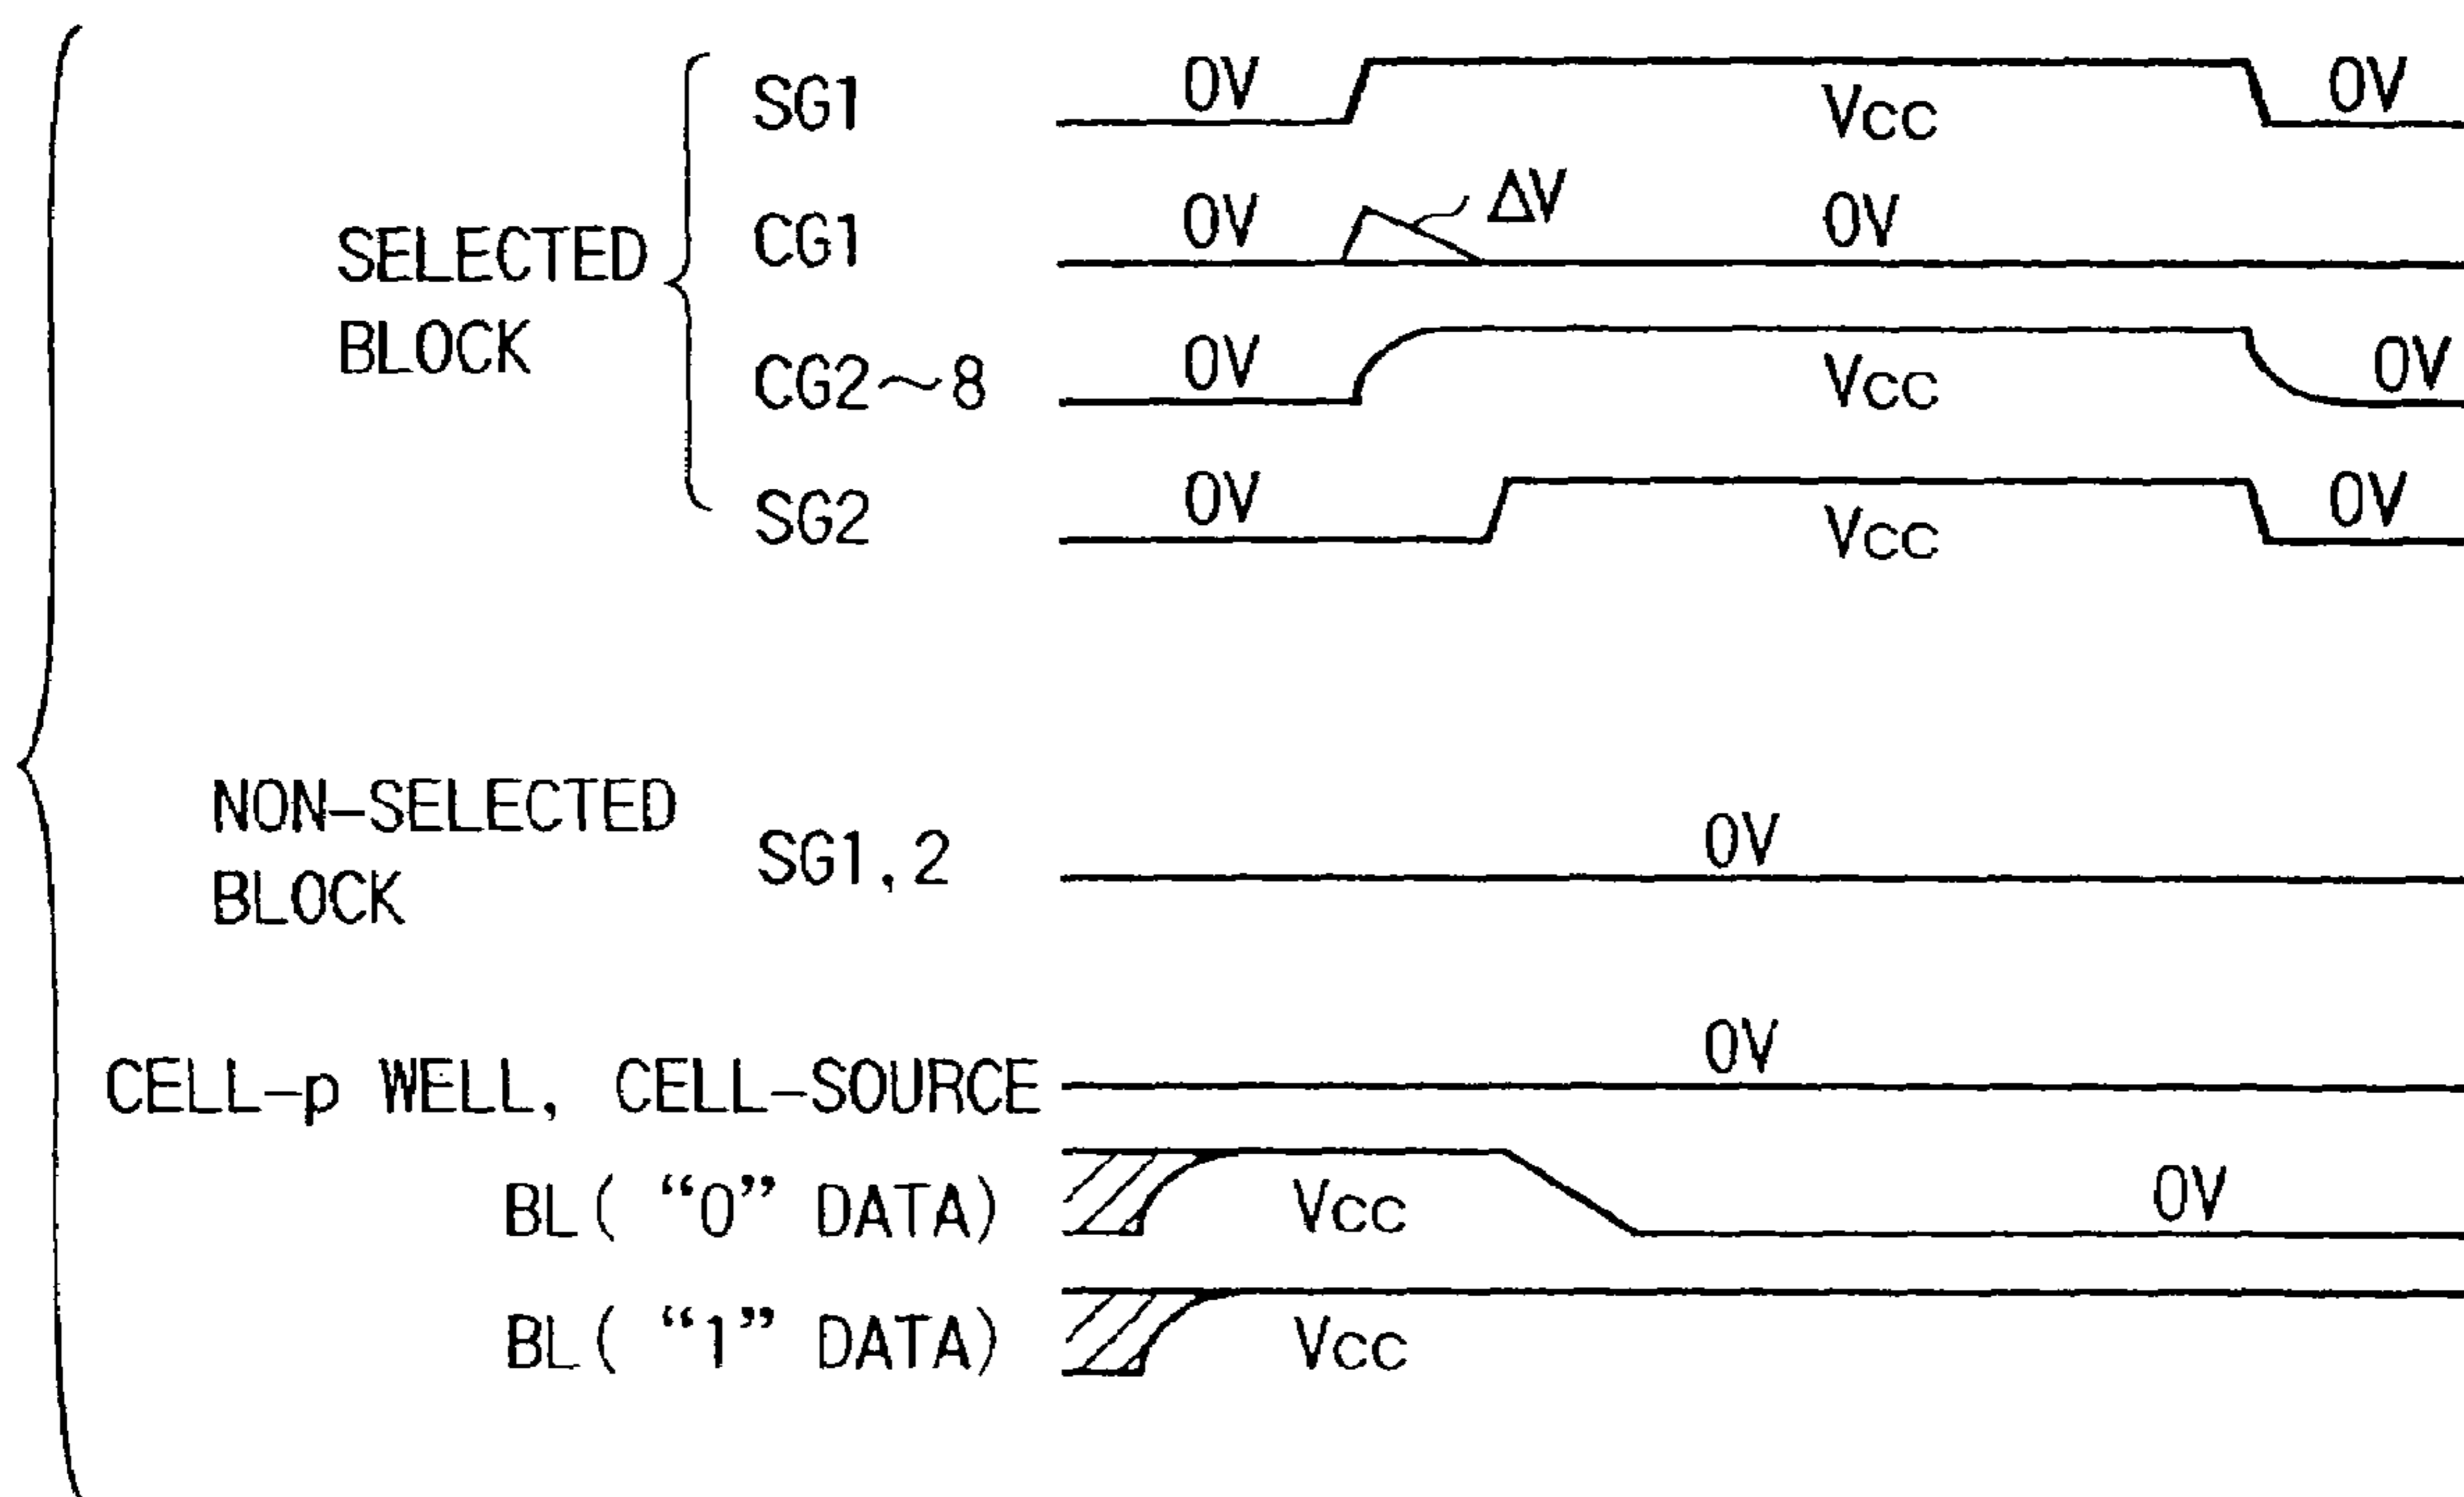 SELECTED
BLOCK
SG1 0V Vcc 0V
CG1 0V ΔV 0V
CG2〜8 0V Vcc 0V
SG2 0V Vcc 0V
NON-SELECTED
BLOCK
SG1,2 0V
CELL-p WELL, CELL-SOURCE 0V
BL( “0” DATA) Vcc 0V
BL( “1” DATA) Vcc